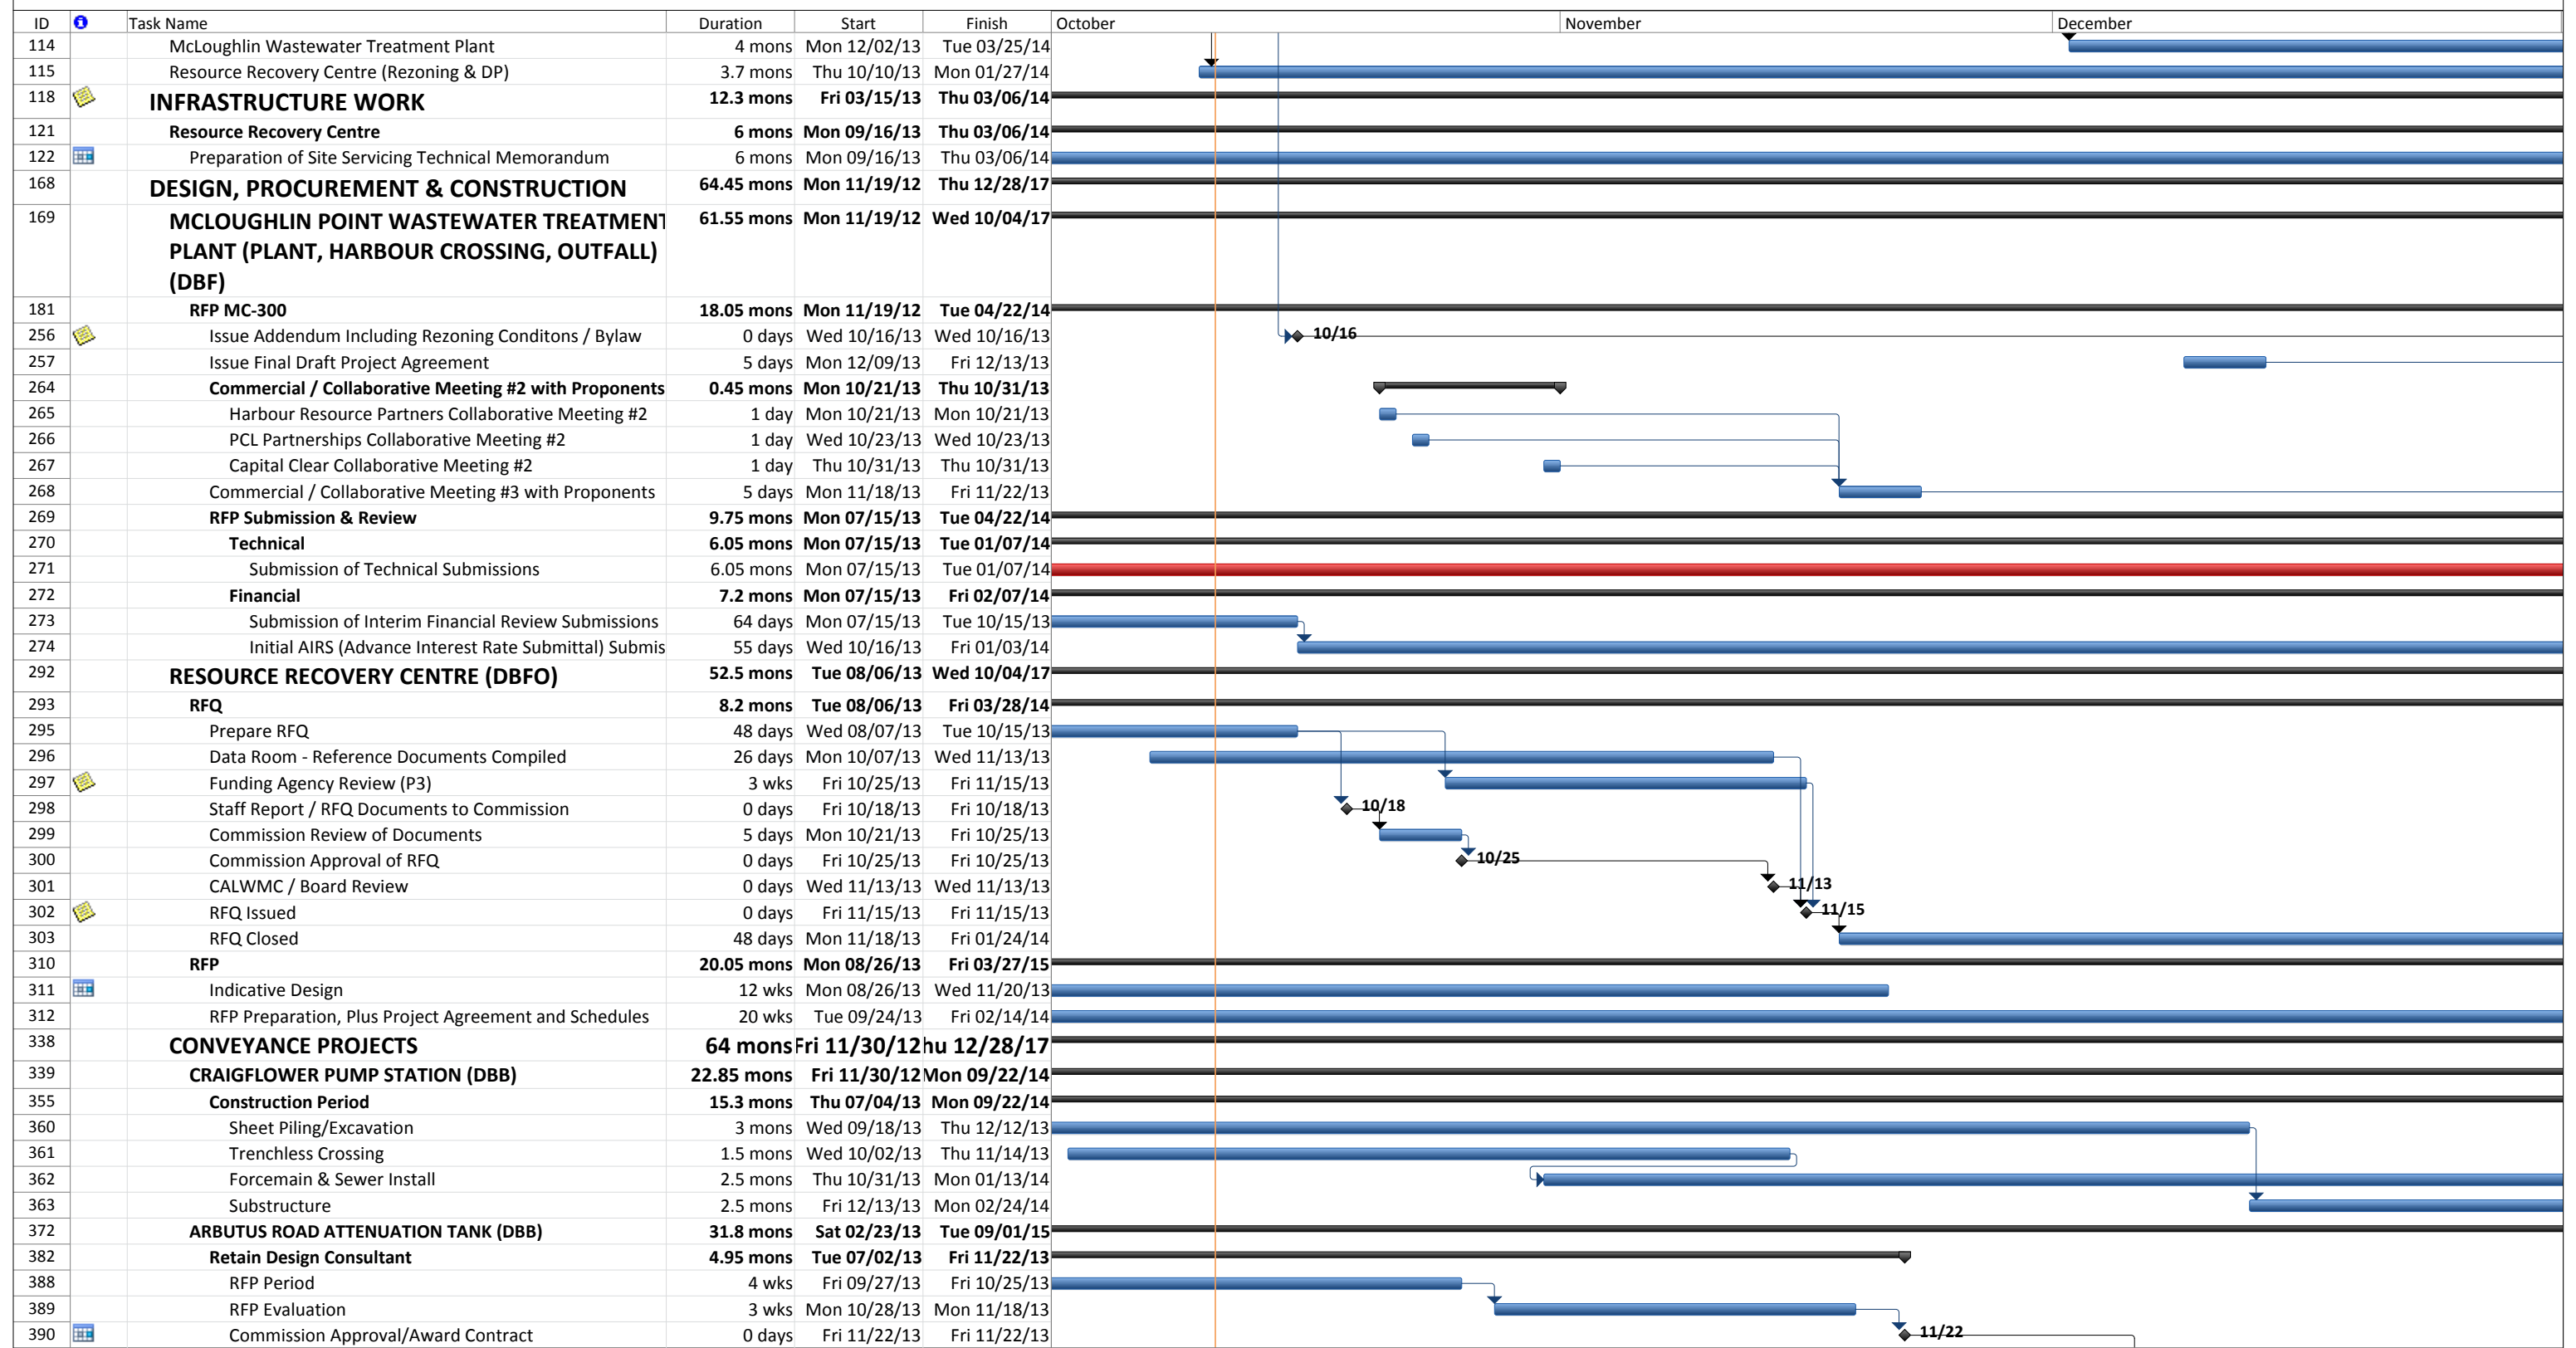 ID Task Name Duration Start Finish October November December
114 McLoughlin Wastewater Treatment Plant 4 mons Mon 12/02/13 Tue 03/25/14
115 Resource Recovery Centre (Rezoning & DP) 3.7 mons Thu 10/10/13 Mon 01/27/14
118 INFRASTRUCTURE WORK 12.3 mons Fri 03/15/13 Thu 03/06/14
121 Resource Recovery Centre 6 mons Mon 09/16/13 Thu 03/06/14
122 Preparation of Site Servicing Technical Memorandum 6 mons Mon 09/16/13 Thu 03/06/14
168 DESIGN, PROCUREMENT & CONSTRUCTION 64.45 mons Mon 11/19/12 Thu 12/28/17
169 MCLOUGHLIN POINT WASTEWATER TREATMENT 61.55 mons Mon 11/19/12 Wed 10/04/17
PLANT (PLANT, HARBOUR CROSSING, OUTFALL)
(DBF)
181 RFP MC-300 18.05 mons Mon 11/19/12 Tue 04/22/14
256 Issue Addendum Including Rezoning Conditons / Bylaw 0 days Wed 10/16/13 Wed 10/16/13 10/16
257 Issue Final Draft Project Agreement 5 days Mon 12/09/13 Fri 12/13/13
264 Commercial / Collaborative Meeting #2 with Proponents 0.45 mons Mon 10/21/13 Thu 10/31/13
265 Harbour Resource Partners Collaborative Meeting #2 1 day Mon 10/21/13 Mon 10/21/13
266 PCL Partnerships Collaborative Meeting #2 1 day Wed 10/23/13 Wed 10/23/13
267 Capital Clear Collaborative Meeting #2 1 day Thu 10/31/13 Thu 10/31/13
268 Commercial / Collaborative Meeting #3 with Proponents 5 days Mon 11/18/13 Fri 11/22/13
269 RFP Submission & Review 9.75 mons Mon 07/15/13 Tue 04/22/14
270 Technical 6.05 mons Mon 07/15/13 Tue 01/07/14
271 Submission of Technical Submissions 6.05 mons Mon 07/15/13 Tue 01/07/14
272 Financial 7.2 mons Mon 07/15/13 Fri 02/07/14
273 Submission of Interim Financial Review Submissions 64 days Mon 07/15/13 Tue 10/15/13
274 Initial AIRS (Advance Interest Rate Submittal) Submis 55 days Wed 10/16/13 Fri 01/03/14
292 RESOURCE RECOVERY CENTRE (DBFO) 52.5 mons Tue 08/06/13 Wed 10/04/17
293 RFQ 8.2 mons Tue 08/06/13 Fri 03/28/14
295 Prepare RFQ 48 days Wed 08/07/13 Tue 10/15/13
296 Data Room - Reference Documents Compiled 26 days Mon 10/07/13 Wed 11/13/13
297 Funding Agency Review (P3) 3 wks Fri 10/25/13 Fri 11/15/13
298 Staff Report / RFQ Documents to Commission 0 days Fri 10/18/13 Fri 10/18/13 10/18
299 Commission Review of Documents 5 days Mon 10/21/13 Fri 10/25/13
300 Commission Approval of RFQ 0 days Fri 10/25/13 Fri 10/25/13 10/25
301 CALWMC / Board Review 0 days Wed 11/13/13 Wed 11/13/13 11/13
302 RFQ Issued 0 days Fri 11/15/13 Fri 11/15/13 11/15
303 RFQ Closed 48 days Mon 11/18/13 Fri 01/24/14
310 RFP 20.05 mons Mon 08/26/13 Fri 03/27/15
311 Indicative Design 12 wks Mon 08/26/13 Wed 11/20/13
312 RFP Preparation, Plus Project Agreement and Schedules 20 wks Tue 09/24/13 Fri 02/14/14
338 CONVEYANCE PROJECTS 64 mons Fri 11/30/12 hu 12/28/17
339 CRAIGFLOWER PUMP STATION (DBB) 22.85 mons Fri 11/30/12 Mon 09/22/14
355 Construction Period 15.3 mons Thu 07/04/13 Mon 09/22/14
360 Sheet Piling/Excavation 3 mons Wed 09/18/13 Thu 12/12/13
361 Trenchless Crossing 1.5 mons Wed 10/02/13 Thu 11/14/13
362 Forcemain & Sewer Install 2.5 mons Thu 10/31/13 Mon 01/13/14
363 Substructure 2.5 mons Fri 12/13/13 Mon 02/24/14
372 ARBUTUS ROAD ATTENUATION TANK (DBB) 31.8 mons Sat 02/23/13 Tue 09/01/15
382 Retain Design Consultant 4.95 mons Tue 07/02/13 Fri 11/22/13
388 RFP Period 4 wks Fri 09/27/13 Fri 10/25/13
389 RFP Evaluation 3 wks Mon 10/28/13 Mon 11/18/13
390 Commission Approval/Award Contract 0 days Fri 11/22/13 Fri 11/22/13 11/22